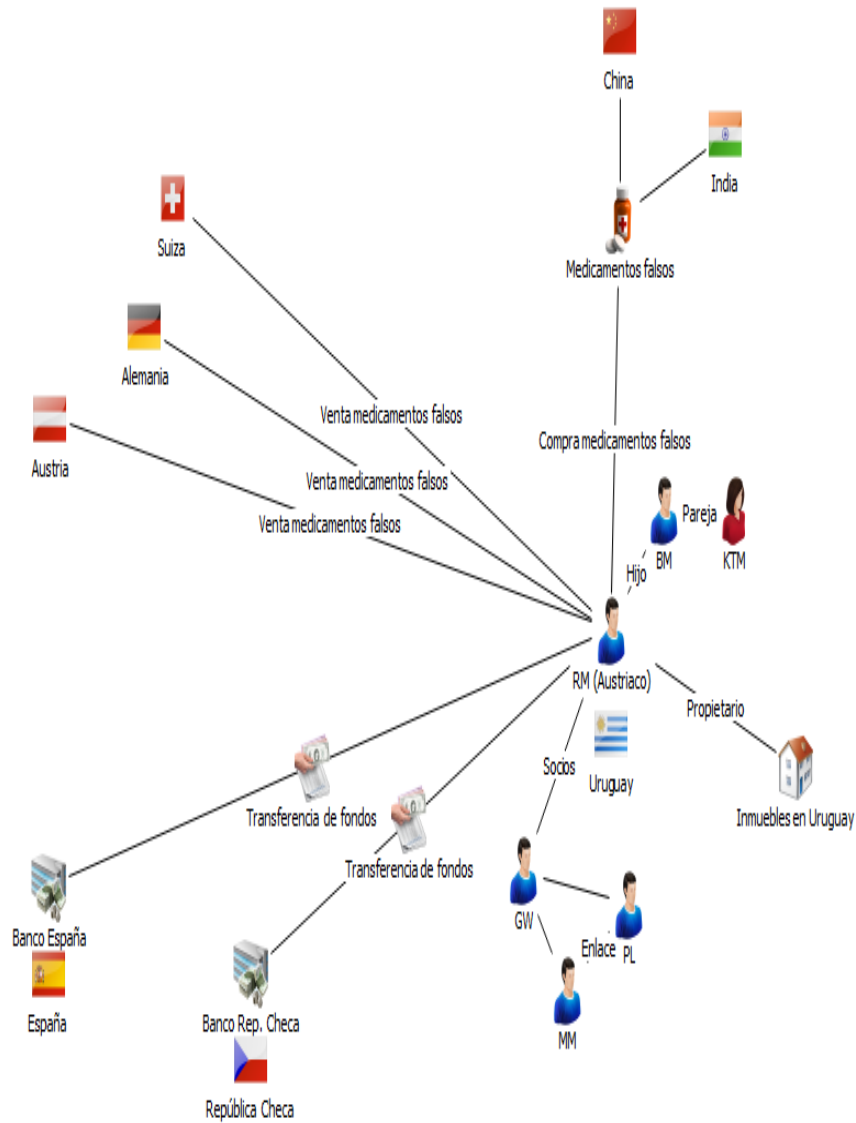 China
India
Suiza
Medicamentos falsos
Alemania
Venta medicamentos falsos
Compra medicamentos falsos
Austria
Venta medicamentos falsos
Venta medicamentos falsos
Pareja
BM
KTM
Hijo
RM (Austriaco)
Propietario
Socios
Uruguay
Transferencia de fondos
Inmuebles en Uruguay
Transferencia de fondos
GW
Banco España
Enlace
PL
España
Banco Rep. Checa
MM
República Checa